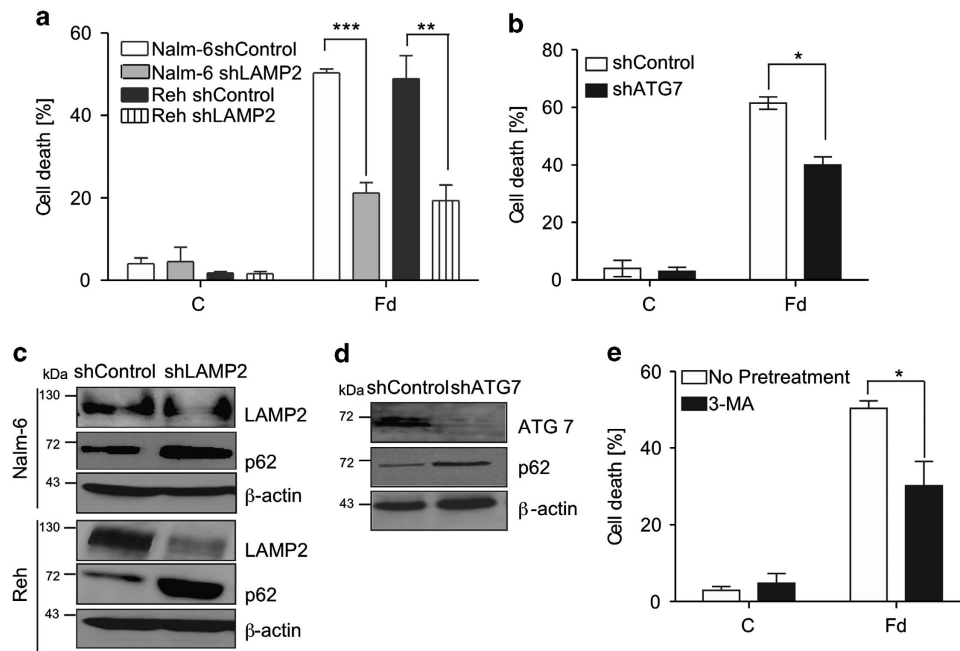 a
60
40
20
0
Cell death [%]
Nalm-6shControl
Nalm-6 shLAMP2
Reh shControl
Reh shLAMP2
***
**
C
Fd
b
80
60
40
20
0
Cell death [%]
shControl
shATG7
*
C
Fd
c
kDa
shControl shLAMP2
Nalm-6
130
LAMP2
72
p62
43
β-actin
Reh
130
LAMP2
72
p62
43
β-actin
d
kDa
shControl shATG7
72
ATG 7
72
p62
43
β-actin
e
60
40
20
0
Cell death [%]
No Pretreatment
3-MA
*
C
Fd